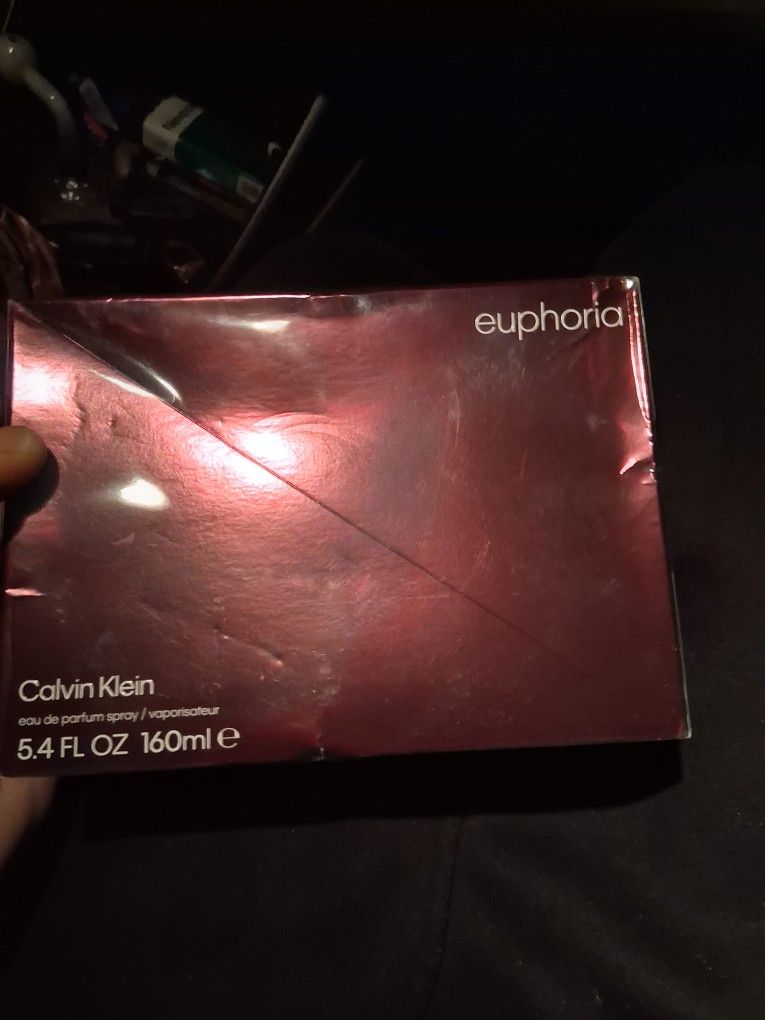 euphoria
Calvin Klein
eau de parfum spray / vaporisateur
5.4 FL OZ 160ml ℮